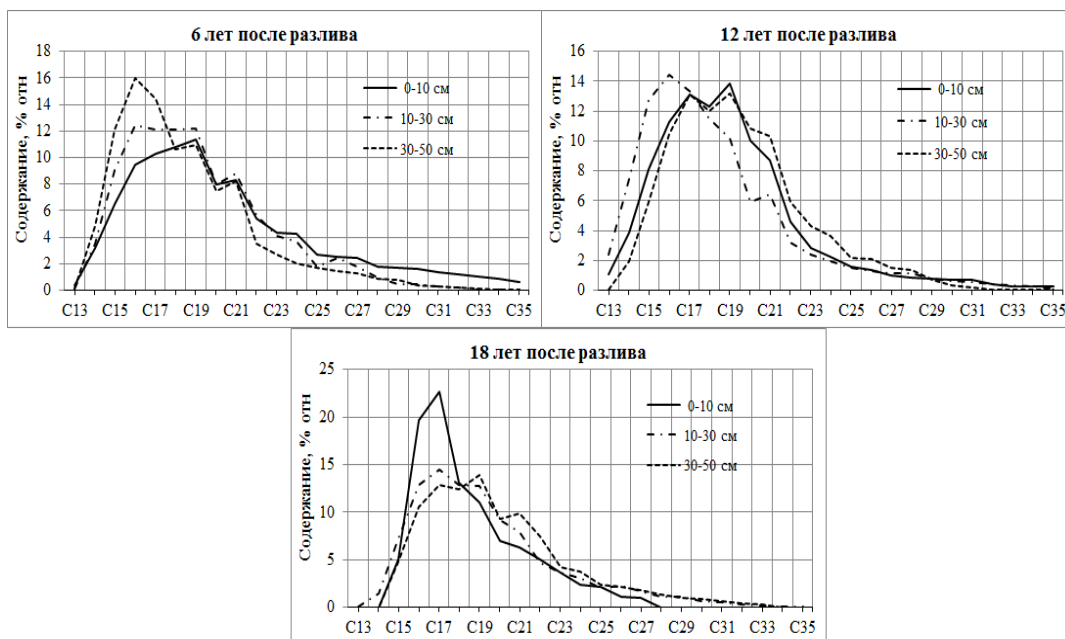 6 лет после разлива
Содержание, % отн
18
16
14
12
10
8
6
4
2
0
0-10 см
10-30 см
30-50 см
C13 C15 C17 C19 C21 C23 C25 C27 C29 C31 C33 C35
12 лет после разлива
Содержание, % отн
16
14
12
10
8
6
4
2
0
0-10 см
10-30 см
30-50 см
C13 C15 C17 C19 C21 C23 C25 C27 C29 C31 C33 C35
18 лет после разлива
Содержание, % отн
25
20
15
10
5
0
0-10 см
10-30 см
30-50 см
C13 C15 C17 C19 C21 C23 C25 C27 C29 C31 C33 C35